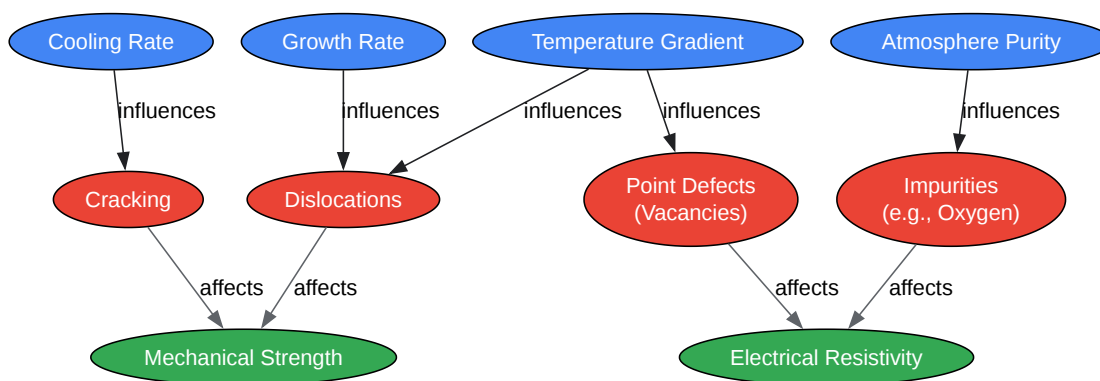 Cooling Rate
Growth Rate
Temperature Gradient
Atmosphere Purity
influences
influences
influences
influences
influences
Cracking
Dislocations
Point Defects
(Vacancies)
Impurities
(e.g., Oxygen)
affects
affects
affects
affects
Mechanical Strength
Electrical Resistivity